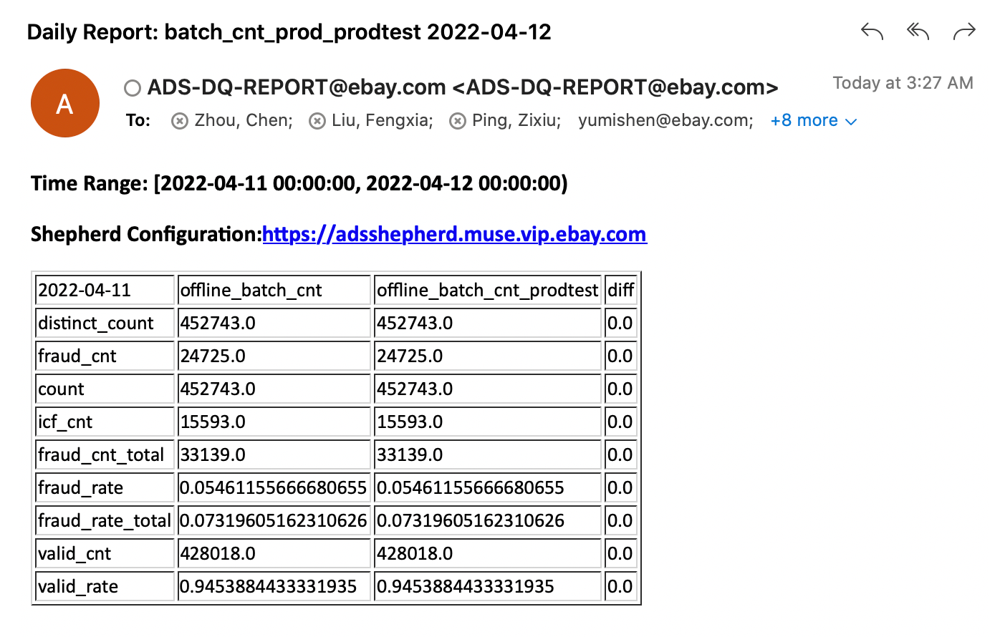 Daily Report: batch_cnt_prod_prodtest 2022-04-12
A
ADS-DQ-REPORT@ebay.com <ADS-DQ-REPORT@ebay.com>
Today at 3:27 AM
To: Zhou, Chen; Liu, Fengxia; Ping, Zixiu; yumishen@ebay.com; +8 more
Time Range: [2022-04-11 00:00:00, 2022-04-12 00:00:00)
Shepherd Configuration:https://adsshepherd.muse.vip.ebay.com
2022-04-11 offline_batch_cnt offline_batch_cnt_prodtest diff
distinct_count 452743.0 452743.0 0.0
fraud_cnt 24725.0 24725.0 0.0
count 452743.0 452743.0 0.0
icf_cnt 15593.0 15593.0 0.0
fraud_cnt_total 33139.0 33139.0 0.0
fraud_rate 0.05461155666680655 0.05461155666680655 0.0
fraud_rate_total 0.07319605162310626 0.07319605162310626 0.0
valid_cnt 428018.0 428018.0 0.0
valid_rate 0.9453884433331935 0.9453884433331935 0.0